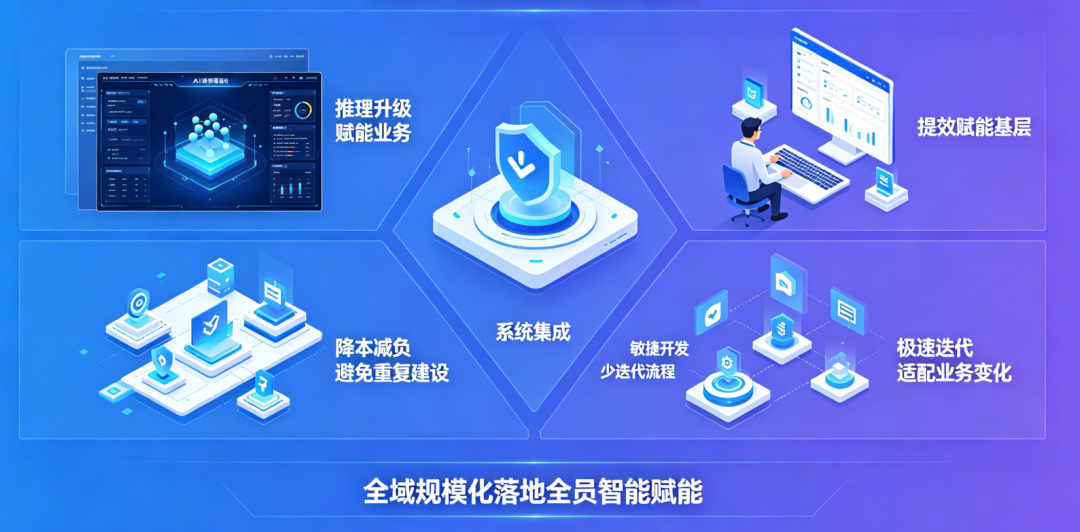 推理升级
赋能业务
提效赋能基层
系统集成
降本减负
避免重复建设
敏捷开发
少迭代流程
极速迭代
适配业务变化
全域规模化落地全员智能赋能